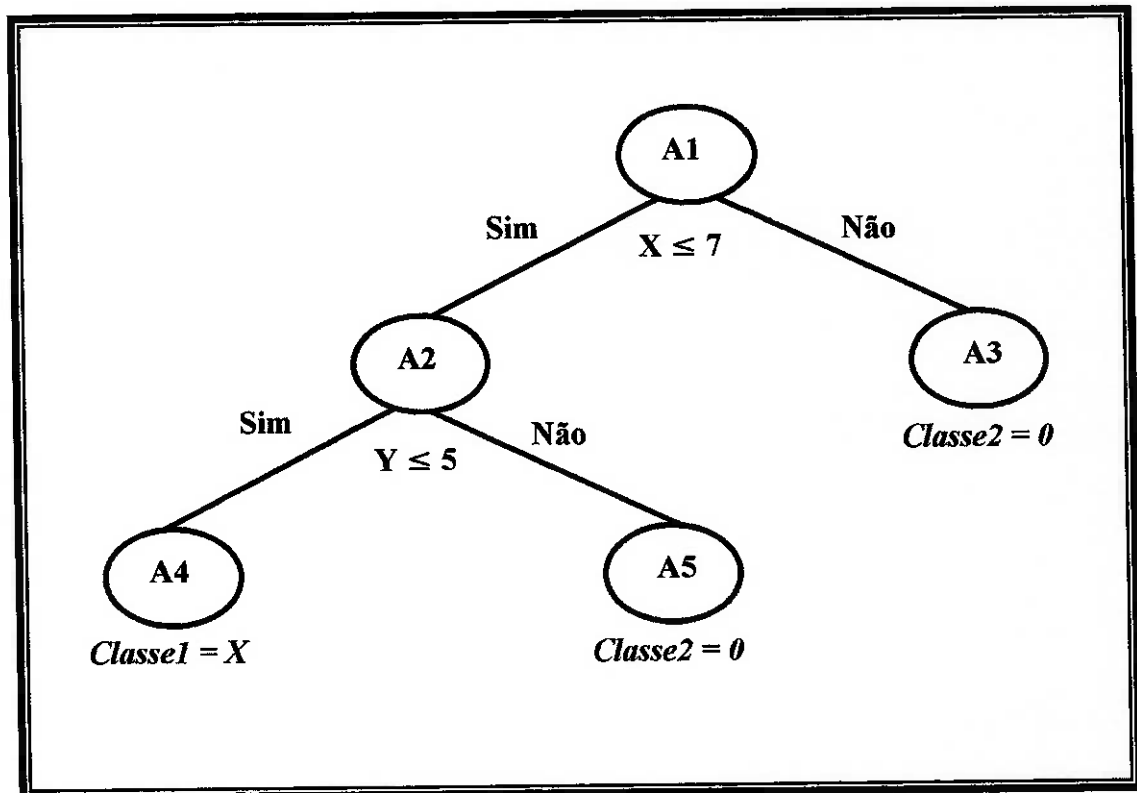 A1
Sim
Não
X ≤ 7
A2
A3
Sim
Não
Classe2 = 0
Y ≤ 5
A4
A5
Classe1 = X
Classe2 = 0